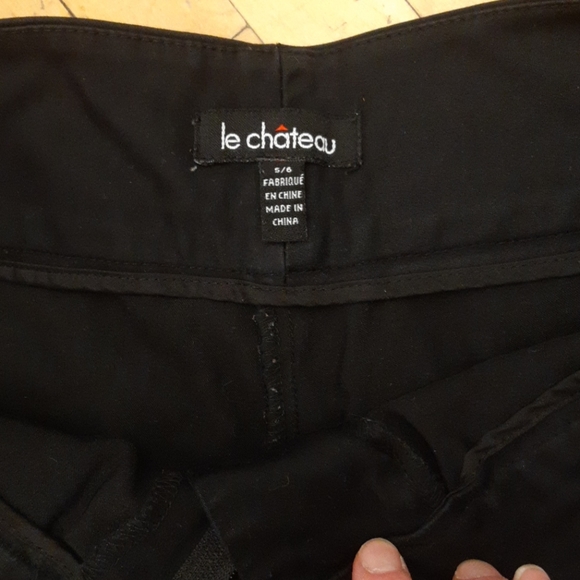 le château
5/6
FABRIQUÉ
EN CHINE
MADE IN
CHINA